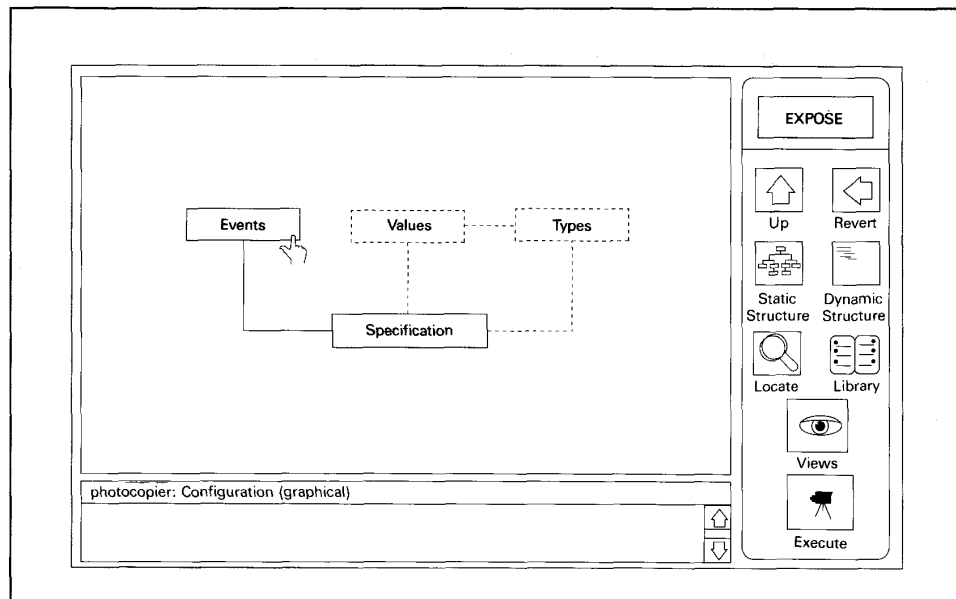 Events
Values
Types
Specification
photocopier: Configuration (graphical)
EXPOSE
Up
Revert
Static
Structure
Dynamic
Structure
Locate
Library
Views
Execute